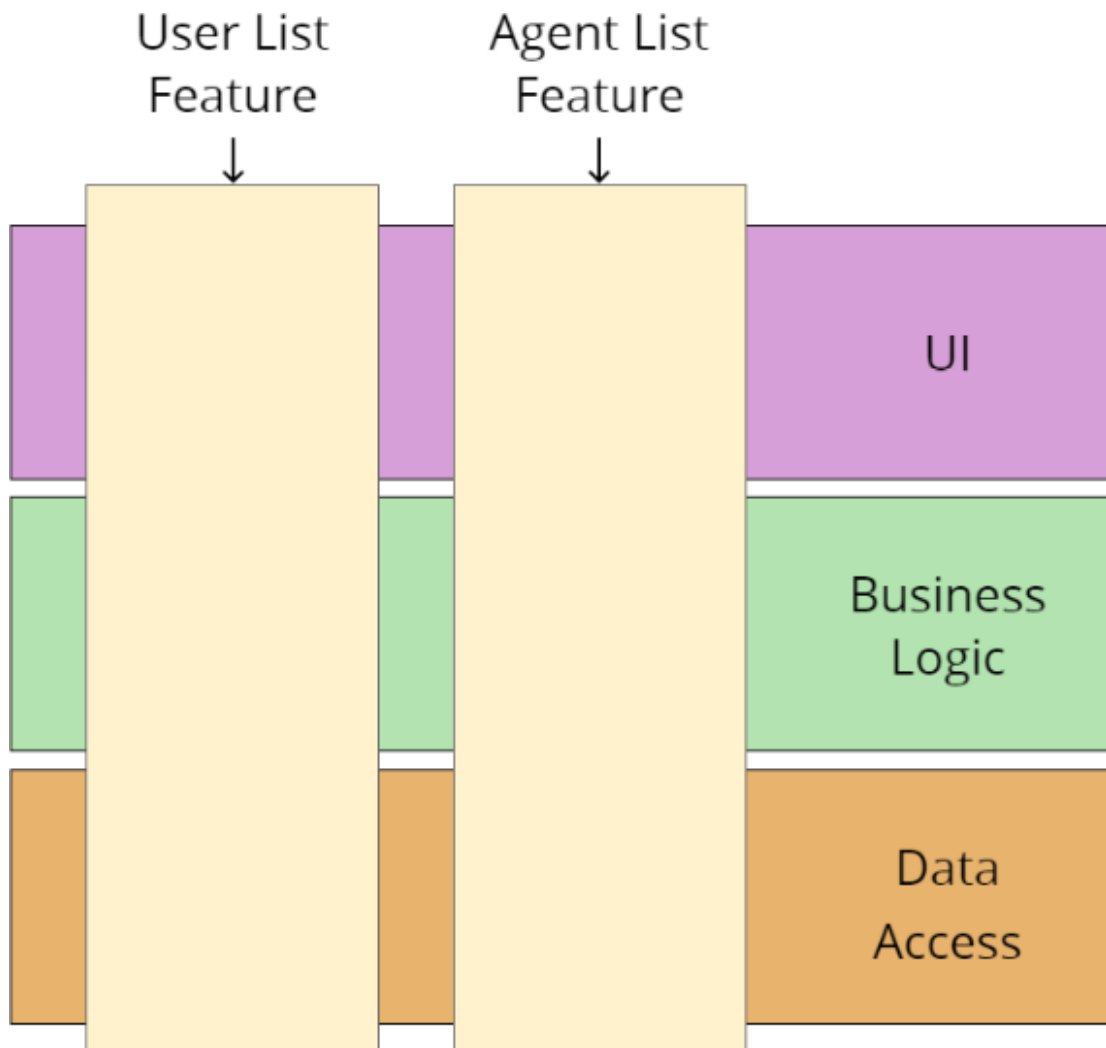 User List
Feature
Agent List
Feature
UI
Business
Logic
Data
Access